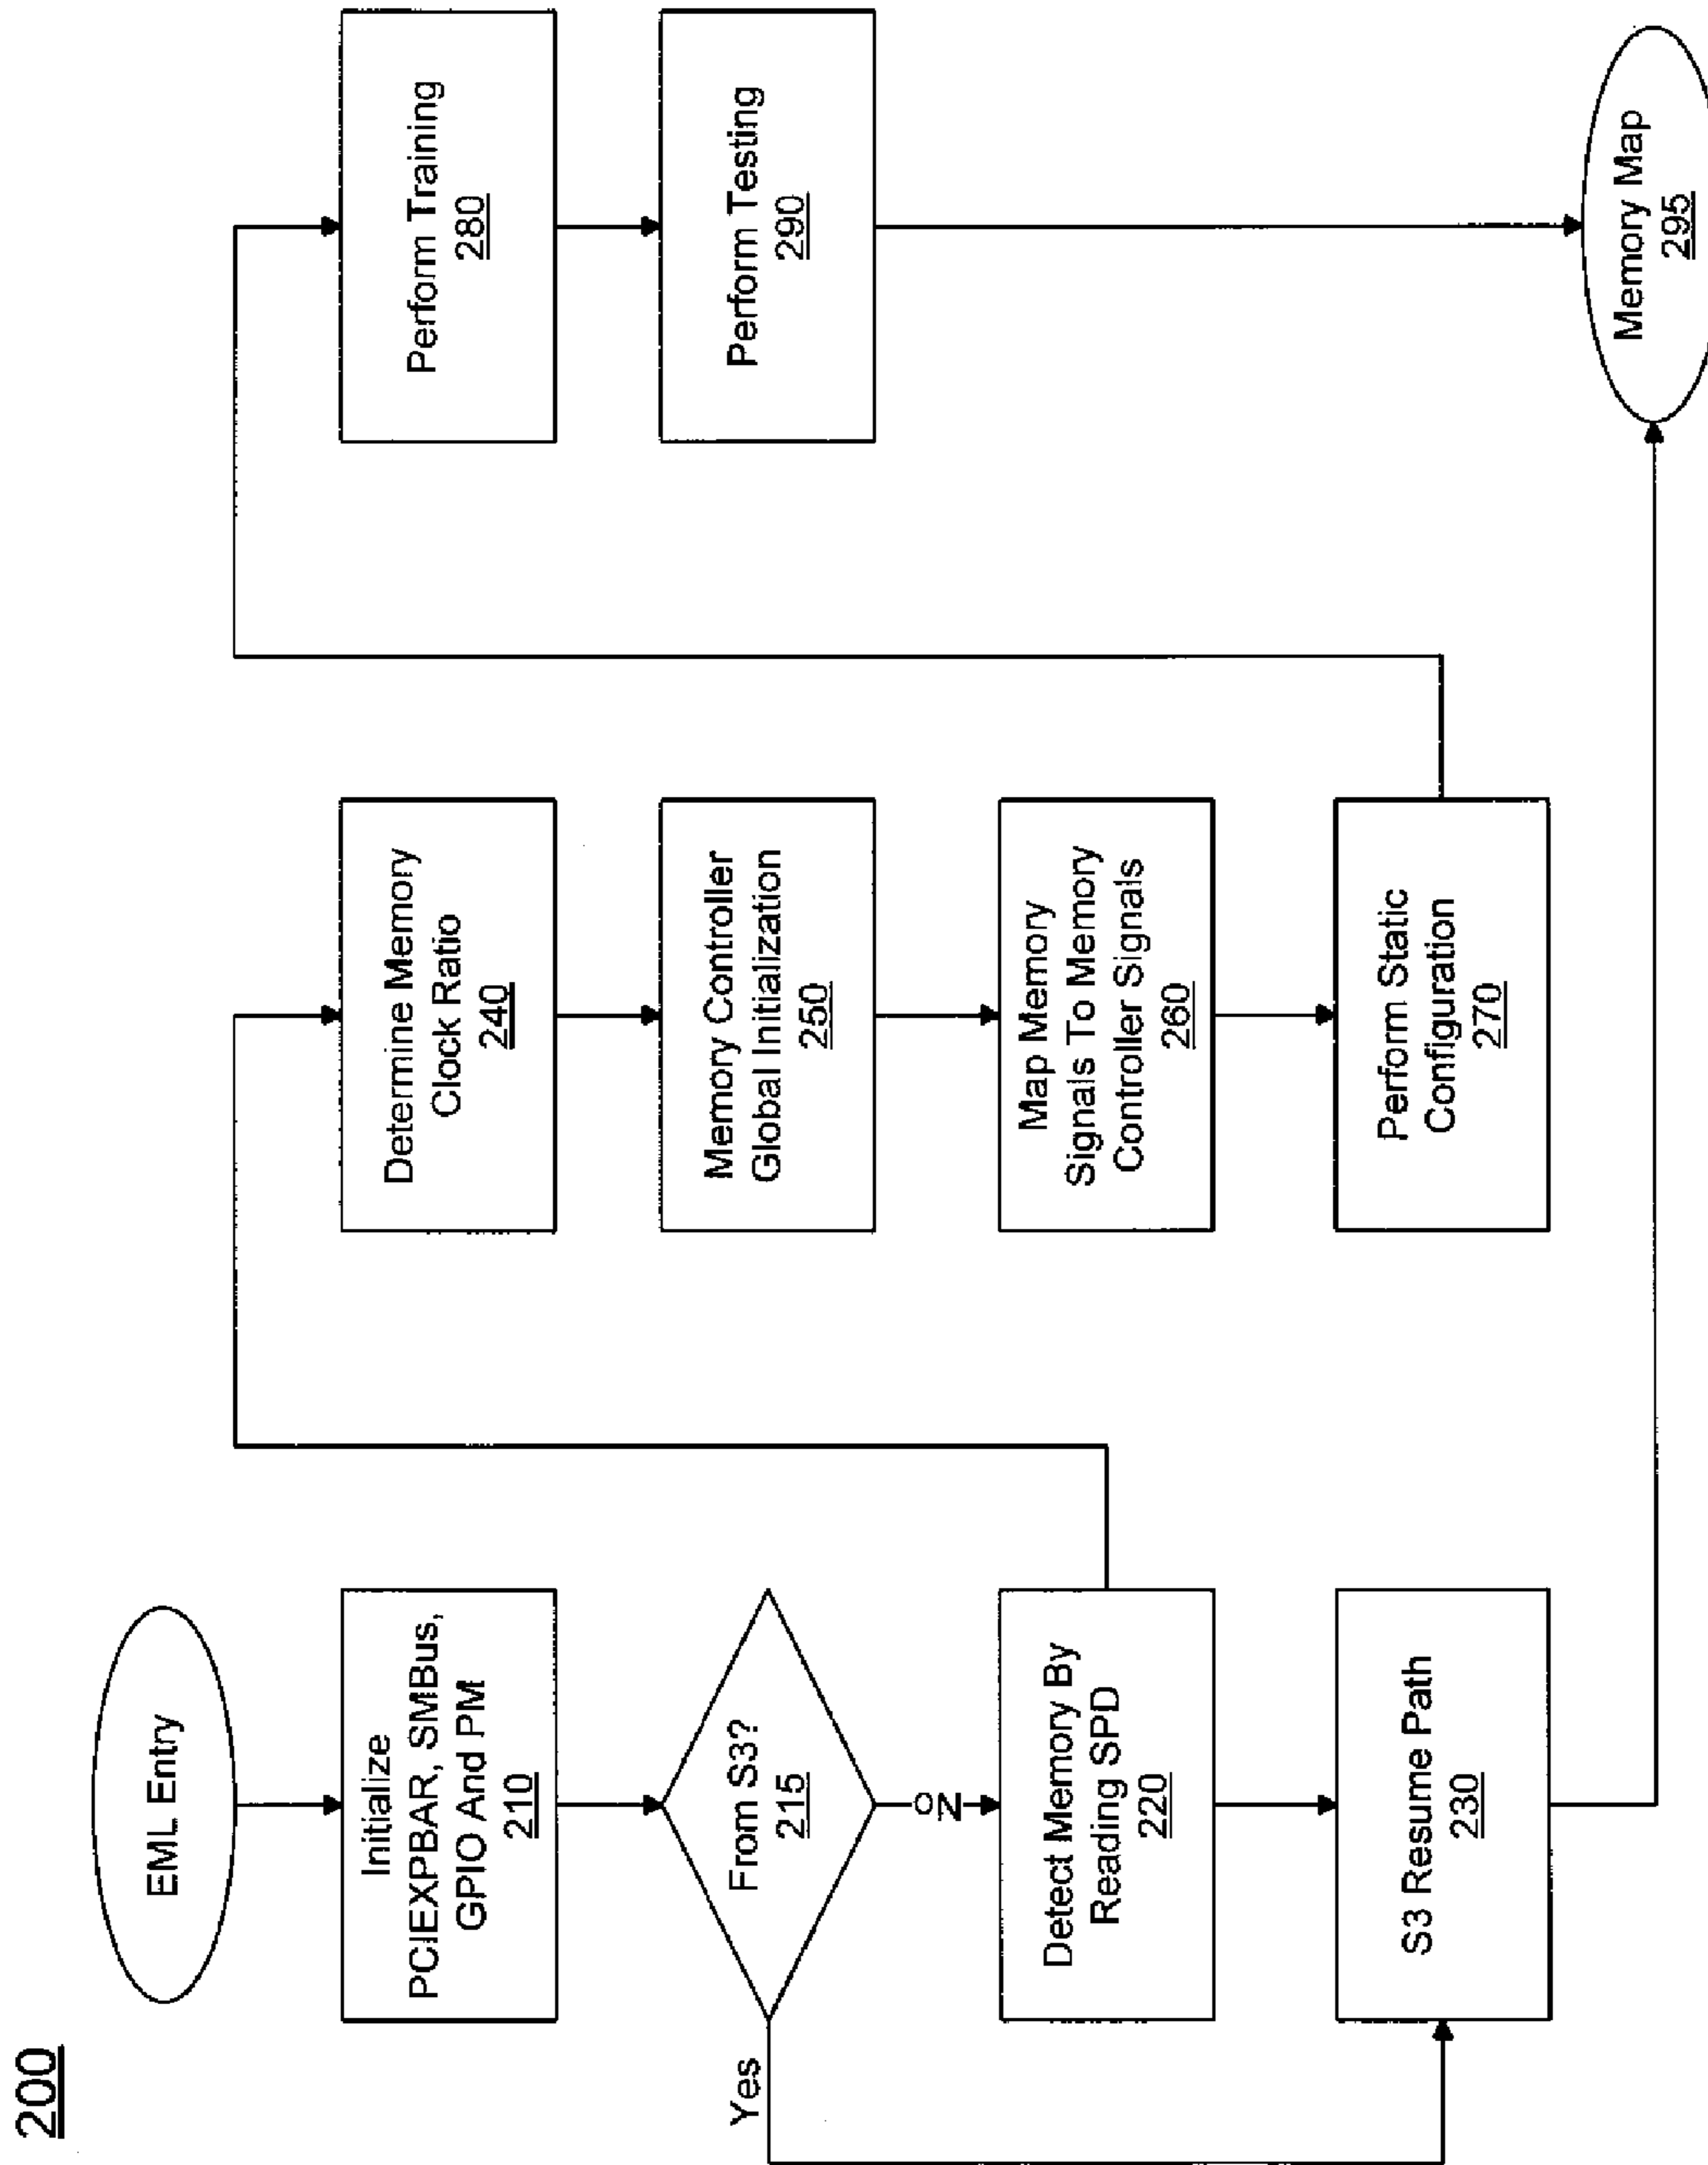 200
EML Entry
Initialize
PCIEXPBAR, SMBus,
GPIO And PM
210
From S3?
215
Yes
No
Detect Memory By
Reading SPD
220
S3 Resume Path
230
Determine Memory
Clock Ratio
240
Memory Controller
Global Initialization
250
Map Memory
Signals To Memory
Controller Signals
260
Perform Static
Configuration
270
Perform Training
280
Perform Testing
290
Memory Map
295